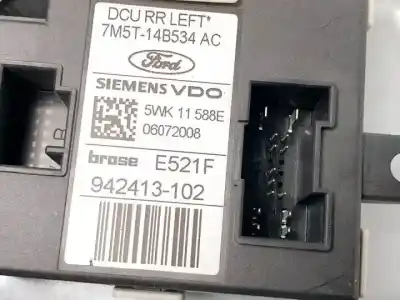 DCU RR LEFT*
7M5T-14B534 AC
Ford
SIEMENS VDO
5WK 11 588E
06072008
brose E521F
942413-102